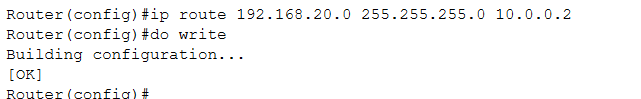 Router(config)#ip route 192.168.20.0 255.255.255.0 10.0.0.2
Router(config)#do write
Building configuration...
[OK]
Router(config)#